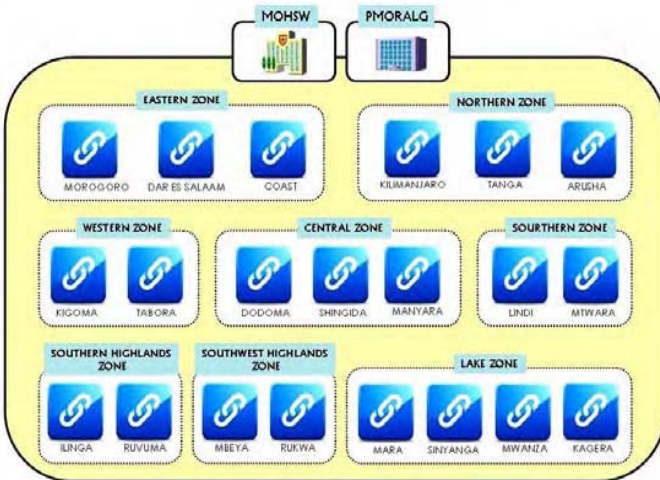 MOHSW
PMORALG
EASTERN ZONE
MOROGORO
DAR ES SALAAM
COAST
NORTHERN ZONE
KILIMANJARO
TANGA
ARUSHA
WESTERN ZONE
KIGOMA
TABORA
CENTRAL ZONE
DODOMA
SHINGIDA
MANYARA
SOURTHERN ZONE
LINDI
MTWARA
SOUTHERN HIGHLANDS
ZONE
ILINGA
RUVUMA
SOUTHWEST HIGHLANDS
ZONE
MBEYA
RUKWA
LAKE ZONE
MARA
SINYANGA
MWANZA
KAGERA